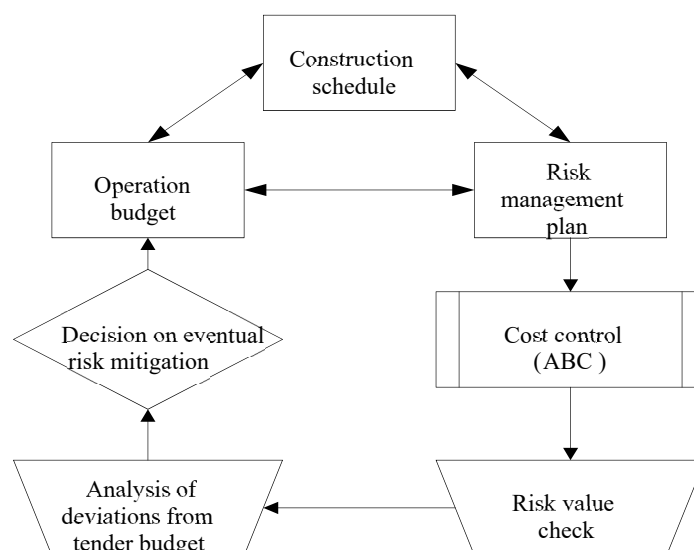 Construction
schedule
Operation
budget
Risk
management
plan
Decision on eventual
risk mitigation
Cost control
(ABC )
Analysis of
deviations from
tender budget
Risk value
check